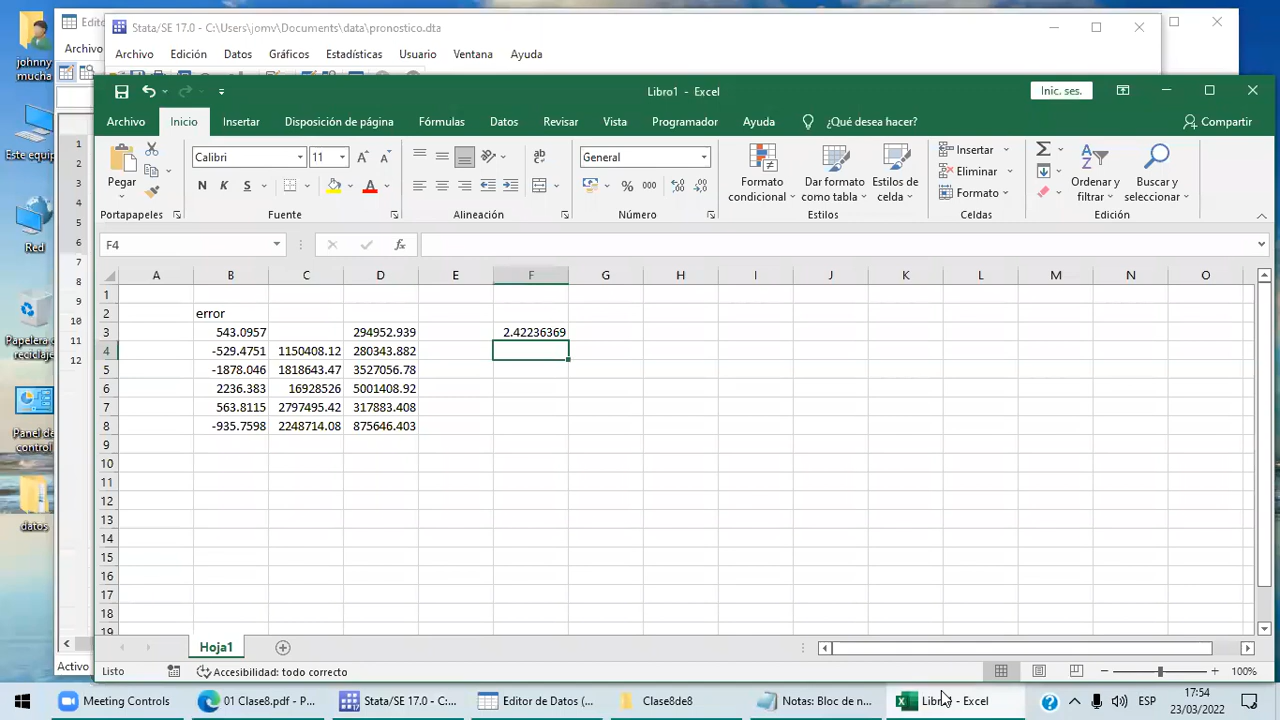 Edito
Stata/SE 17.0 - C:\Users\jomv\Documents\data\pronostico.dta
Archivo
Archivo Edición Datos Gráficos Estadísticas Usuario Ventana Ayuda
johnny
mucha
Este equip
Red
Papelera d
reciclaje
Panel de
control
datos
1
2
3
4
5
6
7
8
9
10
11
12
Activo
Libro1 - Excel
Inic. ses.
Archivo Inicio Insertar Disposición de página Fórmulas Datos Revisar Vista Programador Ayuda ¿Qué desea hacer? Compartir
Pegar
Portapapeles
Calibri 11
N K S
Fuente
Alineación
General
% 000
Número
Formato
condicional
Dar formato
como tabla
Estilos de
celda
Estilos
Insertar
Eliminar
Formato
Celdas
Ordenar y
filtrar
Buscar y
seleccionar
Edición
F4 fx
A B C D E F G H I J K L M N O
1
2 error
3 543.0957 294952.939 2.42236369
4 -529.4751 1150408.12 280343.882
5 -1878.046 1818643.47 3527056.78
6 2236.383 16928526 5001408.92
7 563.8115 2797495.42 317883.408
8 -935.7598 2248714.08 875646.403
9
10
11
12
13
14
15
16
17
18
19
Hoja1
Listo Accesibilidad: todo correcto 100%
Meeting Controls 01 Clase8.pdf - P... Stata/SE 17.0 - C:... Editor de Datos (... Clase8de8 Notas: Bloc de n... Libro1 - Excel ESP 17:54
23/03/2022